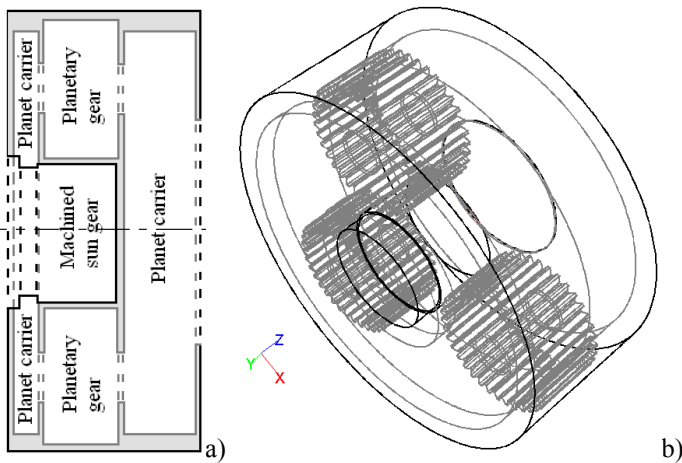 Planet carrier
Planetary
gear
Machined
sun gear
Planet carrier
Planet carrier
Planetary
gear
a)
Z
Y
X
b)